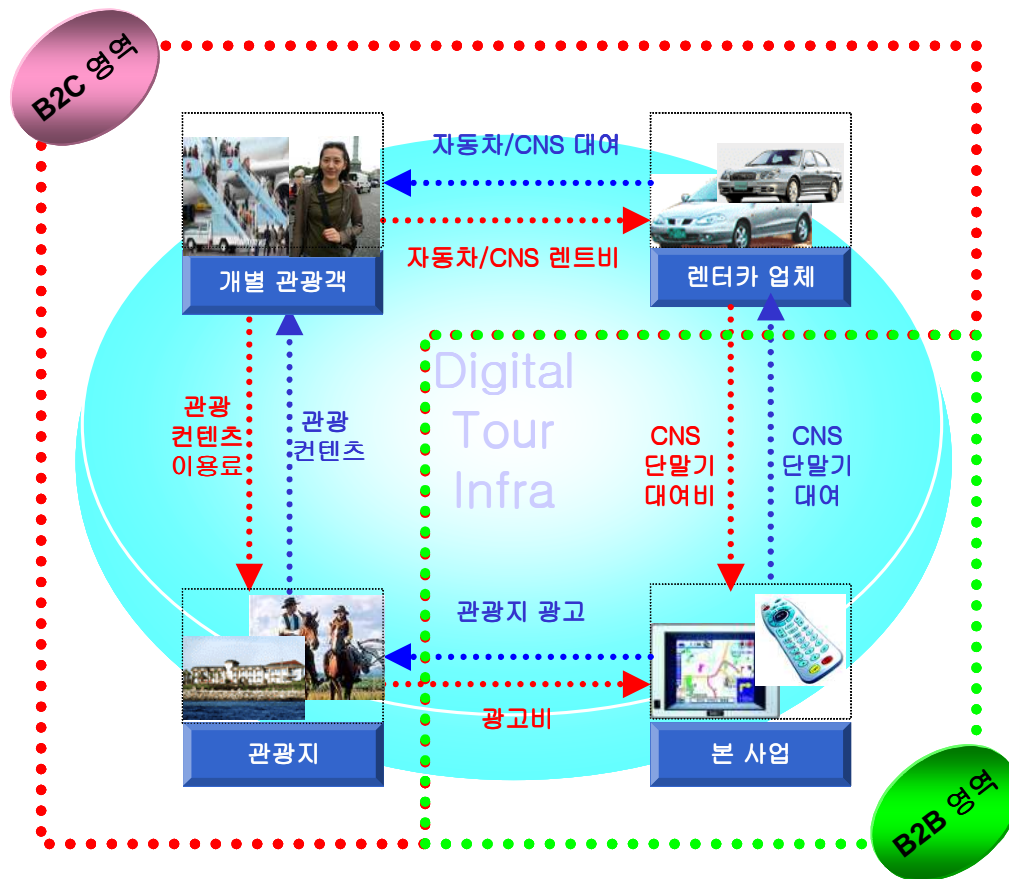 B2C 영역
자동차/CNS 대여
자동차/CNS 렌트비
개별 관광객
렌터카 업체
Digital
Tour
Infra
관광
컨텐츠
이용료
관광
컨텐츠
CNS
단말기
대여비
CNS
단말기
대여
관광지 광고
광고비
관광지
본 사업
B2B 영역